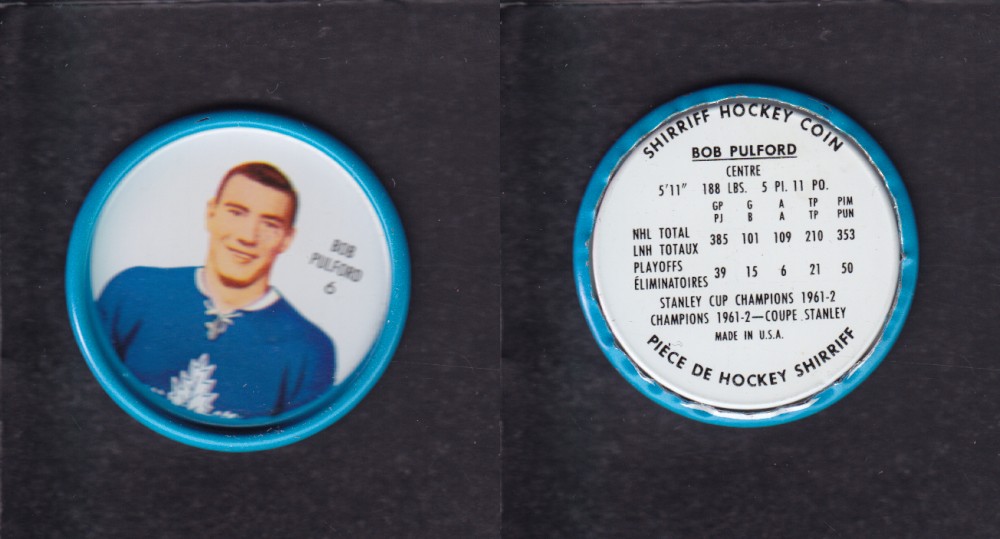 BOB
PULFORD
6
SHIRRIFF HOCKEY COIN
BOB PULFORD
CENTRE
5'11" 188 LBS. 5 PI. 11 PO.
GP G A TP PIM
PJ B A TP PUN
NHL TOTAL
LNH TOTAUX 385 101 109 210 353
PLAYOFFS
ÉLIMINATOIRES 39 15 6 21 50
STANLEY CUP CHAMPIONS 1961-2
CHAMPIONS 1961-2—COUPE STANLEY
MADE IN U.S.A.
PIÈCE DE HOCKEY SHIRRIFF